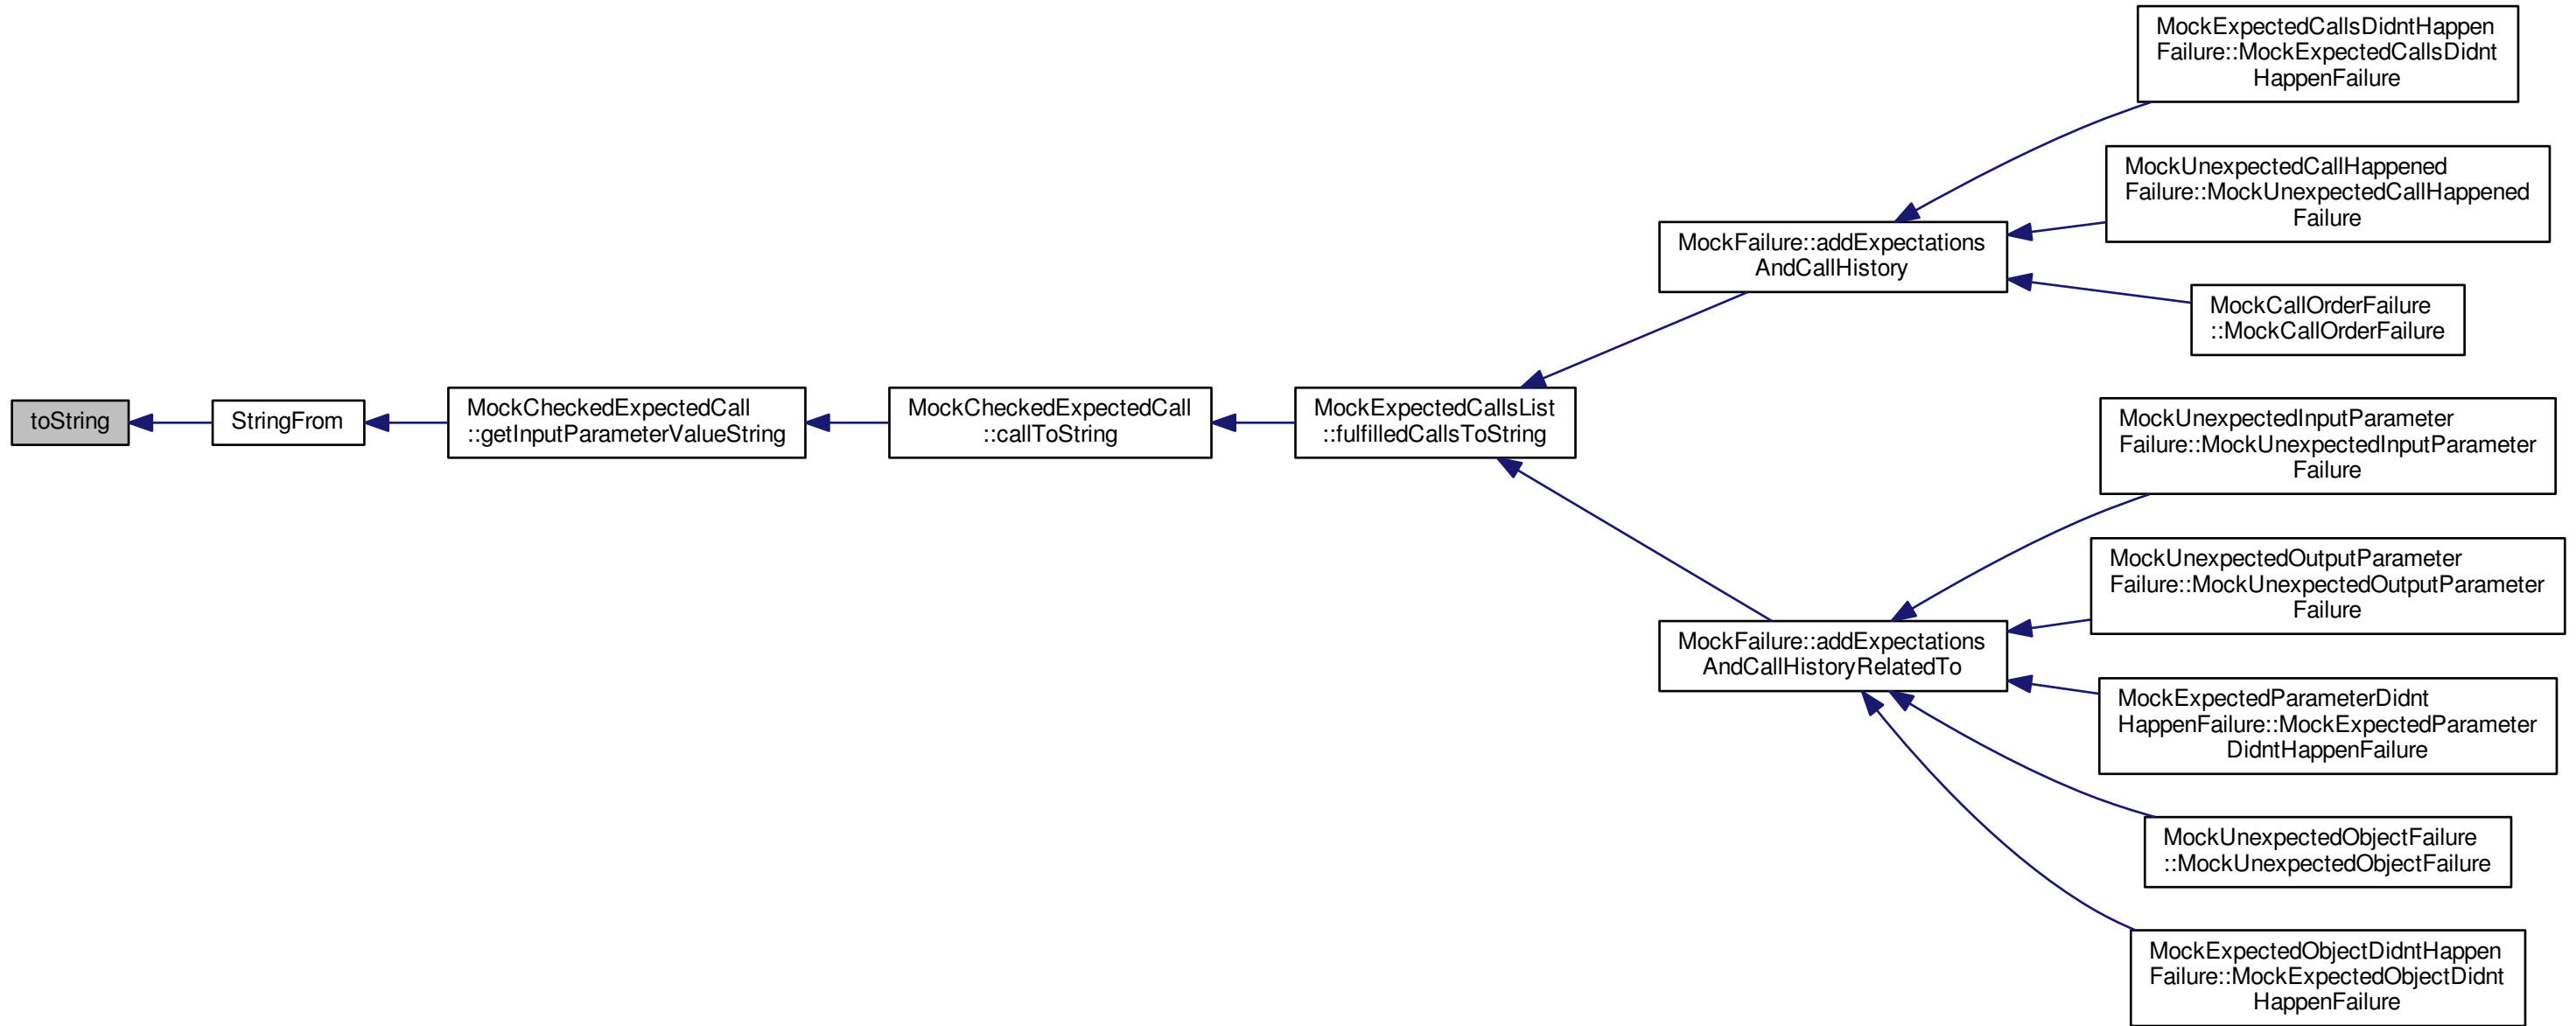 toString
StringFrom
MockCheckedExpectedCall
::getInputParameterValueString
MockCheckedExpectedCall
::callToString
MockExpectedCallsList
::fulfilledCallsToString
MockFailure::addExpectations
AndCallHistory
MockExpectedCallsDidntHappen
Failure::MockExpectedCallsDidnt
HappenFailure
MockUnexpectedCallHappened
Failure::MockUnexpectedCallHappened
Failure
MockCallOrderFailure
::MockCallOrderFailure
MockFailure::addExpectations
AndCallHistoryRelatedTo
MockUnexpectedInputParameter
Failure::MockUnexpectedInputParameter
Failure
MockUnexpectedOutputParameter
Failure::MockUnexpectedOutputParameter
Failure
MockExpectedParameterDidnt
HappenFailure::MockExpectedParameter
DidntHappenFailure
MockUnexpectedObjectFailure
::MockUnexpectedObjectFailure
MockExpectedObjectDidntHappen
Failure::MockExpectedObjectDidnt
HappenFailure